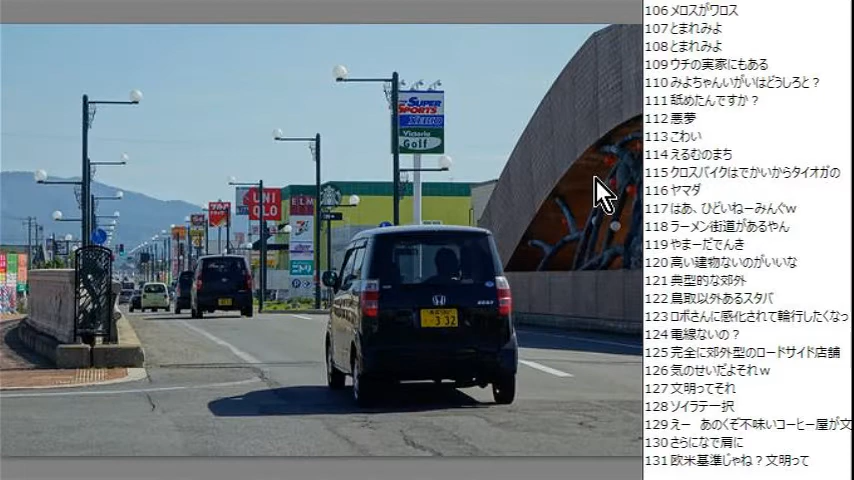 SUPER
SPORTS
XEBIO
Victoria
Golf
UNI
QLO
ELM
ニトリ
P
・332
106 メロスがワロス
107 とまれみよ
108 とまれみよ
109 ウチの実家にもある
110 みよちゃんいがいはどうしろと？
111 舐めたんですか？
112 悪夢
113 こわい
114 えるむのまち
115 クロスバイクはでかいからタイオガの
116 ヤマダ
117 はあ、ひどいねーみんぐｗ
118 ラーメン街道があるやん
119 やまーだでんき
120 高い建物ないのがいいな
121 典型的な郊外
122 鳥取以外あるスタバ
123 ロボさんに感化されて輪行したくなっ
124 電線ないの？
125 完全に郊外型のロードサイド店舗
126 気のせいだよそれｗ
127 文明ってそれ
128 ソイラテ一択
129 えー　あのくそ不味いコーヒー屋が文
130 さらになで肩に
131 欧米基準じゃね？文明って